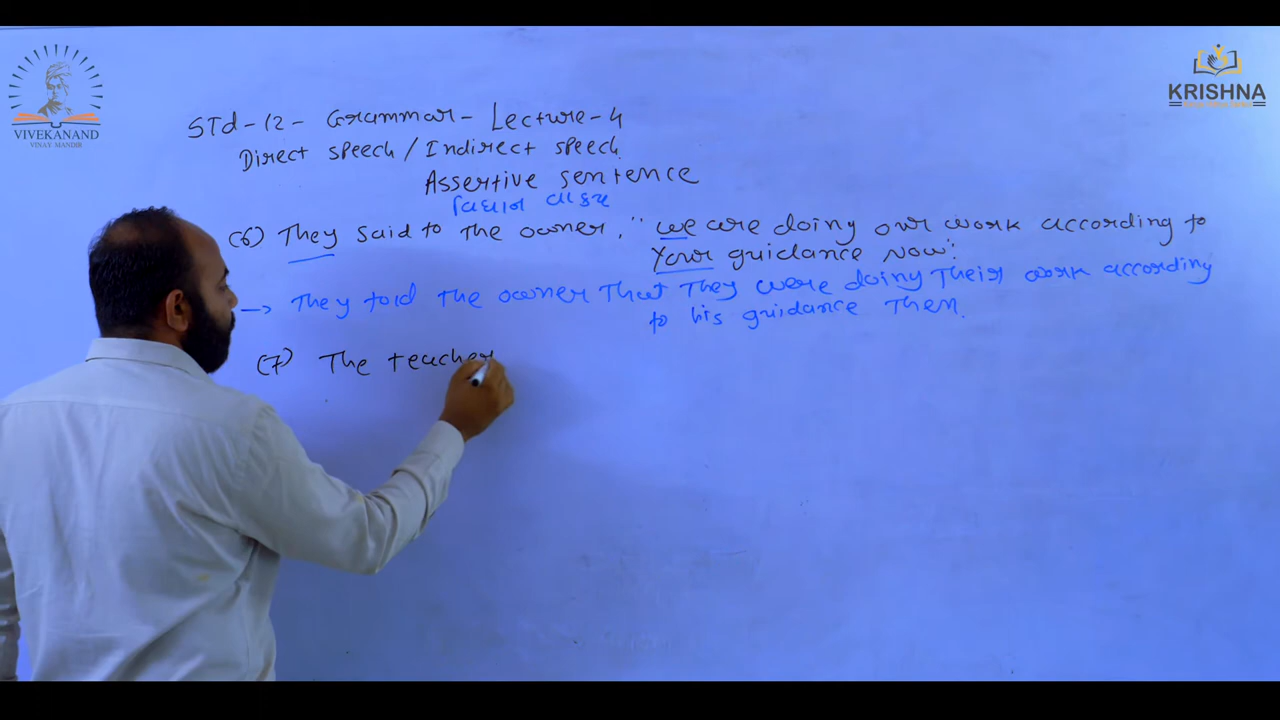 VIVEKANAND
VINAY MANDIR
KRISHNA
STd-12- Grammar- Lecture-4
Direct speech / Indirect speech
Assertive sentence
વિધાન વાક્ય
(6) They said to the owner, "we are doing our work according to
your guidance now".
→ They told the owner that they were doing their work according
to his guidance then.
(7) The teacher